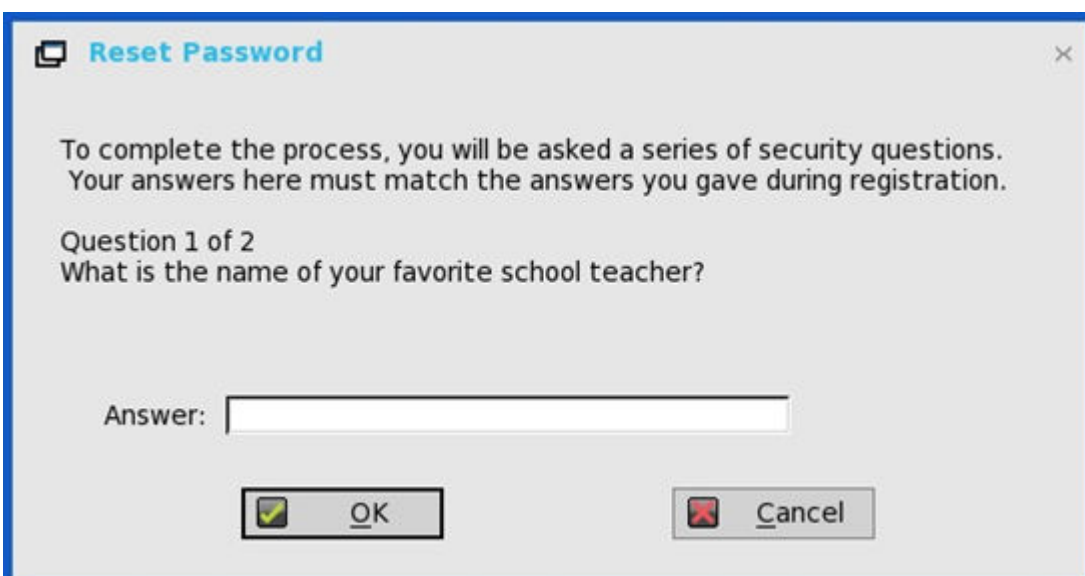 Reset Password
To complete the process, you will be asked a series of security questions.
Your answers here must match the answers you gave during registration.
Question 1 of 2
What is the name of your favorite school teacher?
Answer:
OK
Cancel